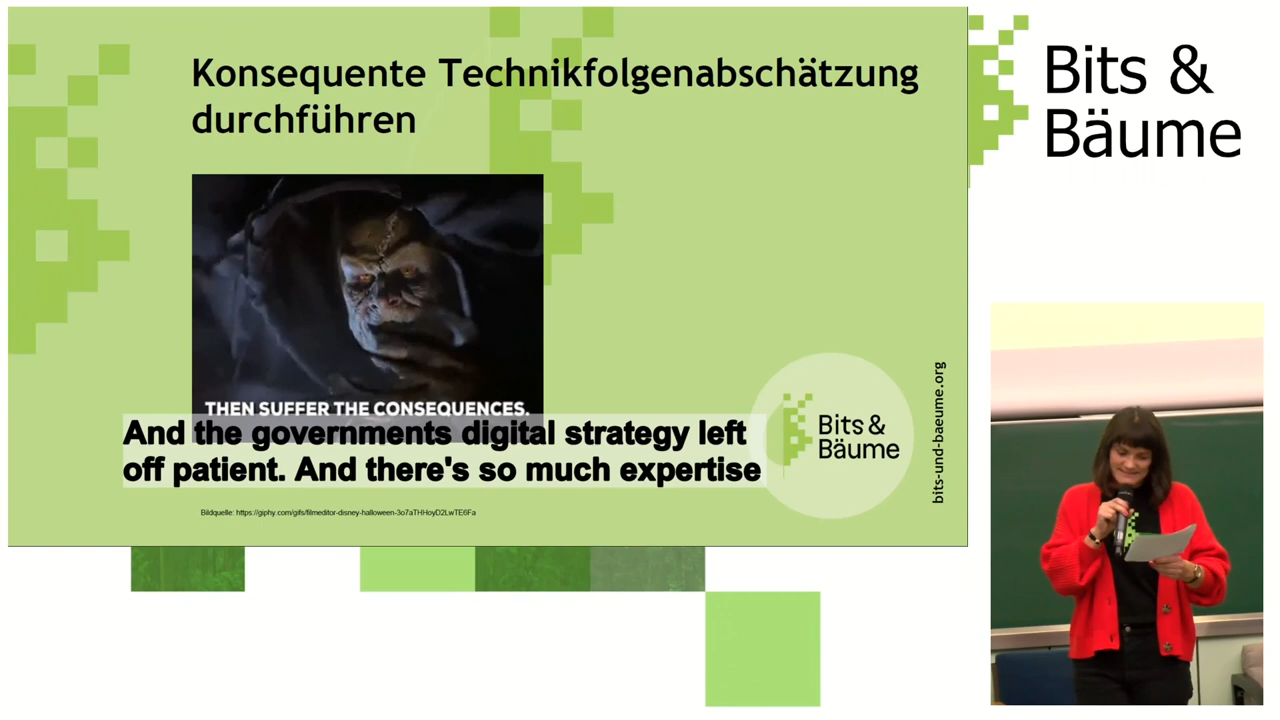 Konsequente Technikfolgenabschätzung
durchführen
THEN SUFFER THE CONSEQUENCES.
And the governments digital strategy left
off patient. And there's so much expertise
Bildquelle: https://giphy.com/gifs/filmeditor-disney-halloween-3o7aTHHoyD2LwTE6Fa
Bits &
Bäume
bits-und-baeume.org
Bits &
Bäume